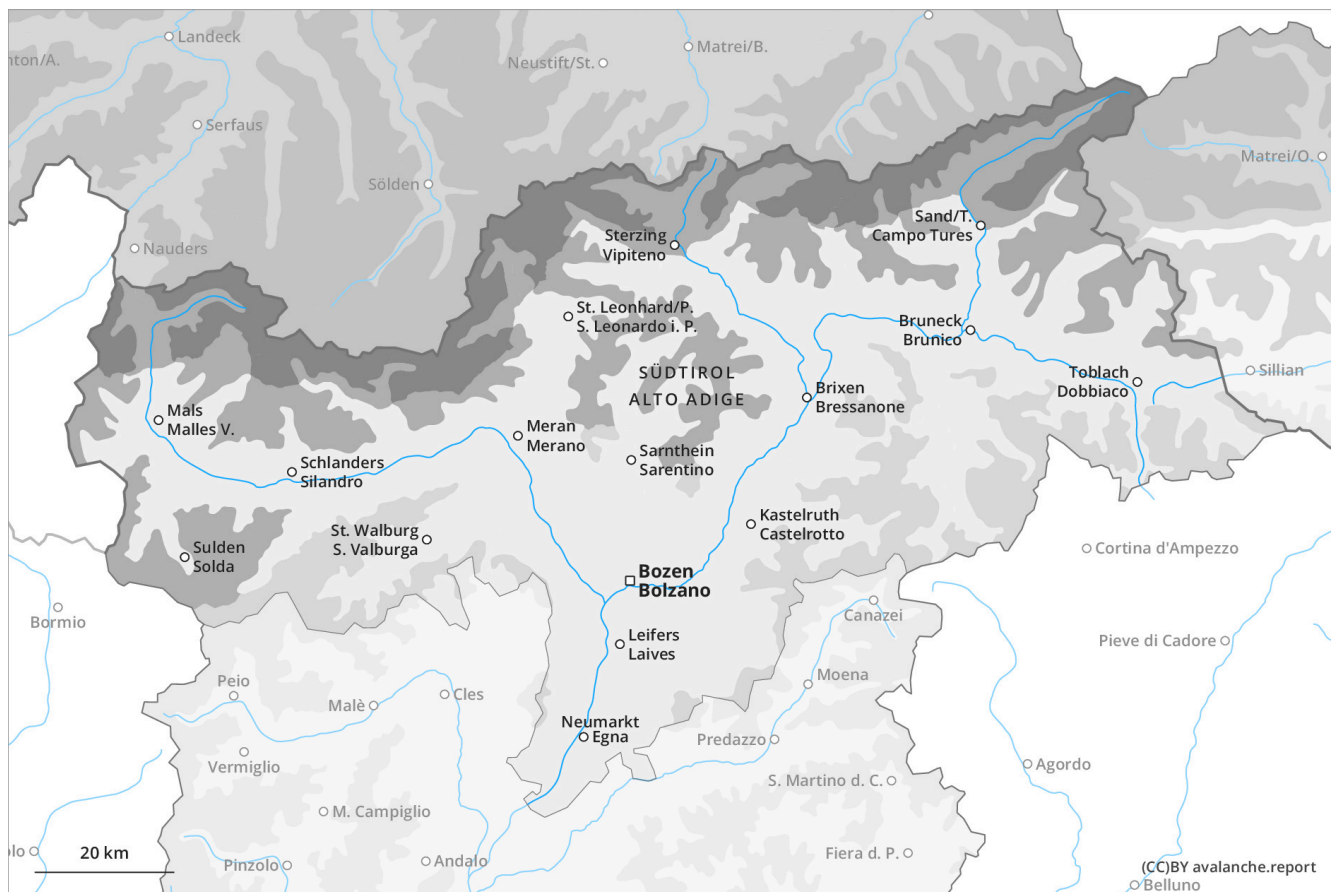 Landeck
nton/A.
Neustift/St.
Matrei/B.
Serfaus
Sölden
Matrei/O.
Nauders
Sand/T.
Campo Tures
Sterzing
Vipiteno
St. Leonhard/P.
S. Leonardo i. P.
Bruneck
Brunico
SÜDTIROL
ALTO ADIGE
Toblach
Dobbiaco
Sillian
Brixen
Bressanone
Mals
Malles V.
Meran
Merano
Schlanders
Silandro
Sarnthein
Sarentino
Kastelruth
Castelrotto
St. Walburg
S. Valburga
Sulden
Solda
Cortina d'Ampezzo
Bozen
Bolzano
Bormio
Canazei
Leifers
Laives
Pieve di Cadore
Peio
Malè
Cles
Moena
Neumarkt
Egna
Predazzo
Vermiglio
Agordo
S. Martino d. C.
M. Campiglio
20 km
olo
Pinzolo
Andalo
Fiera d. P.
(CC)BY avalanche.report
Belluno